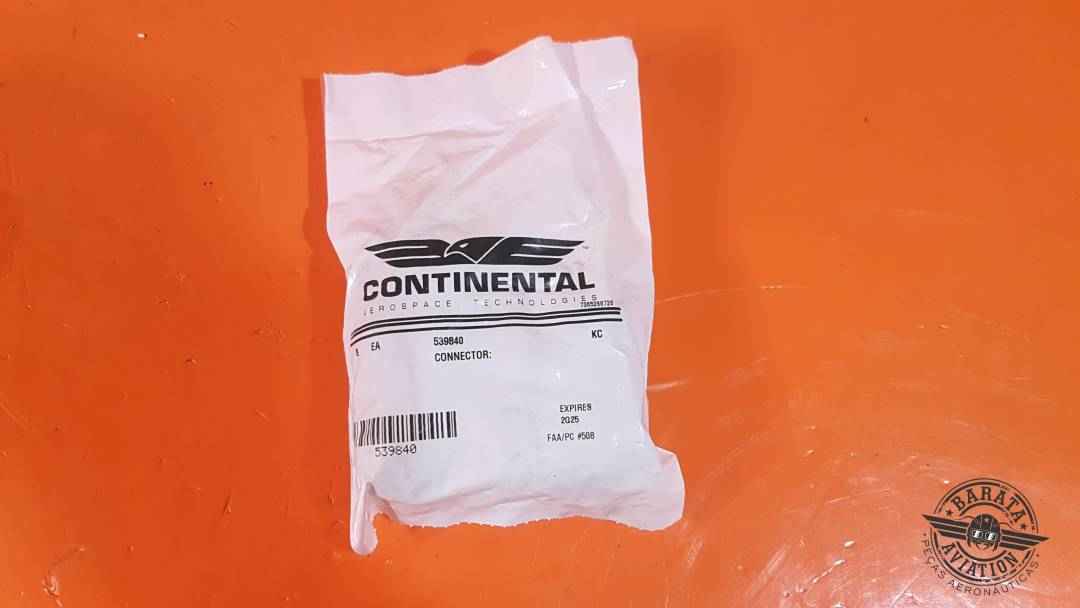 CONTINENTAL
AEROSPACE TECHNOLOGIES
EA 539840 KC
CONNECTOR:
EXPIRES
2Q25
FAA/PC #508
539840
BARATA
AVIATION
PEÇAS AERONÁUTICAS